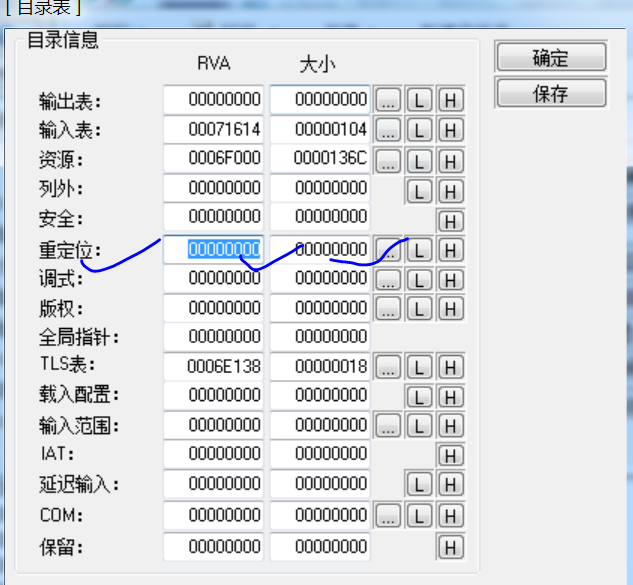 [ 目录表 ]
目录信息
RVA 大小
确定
保存
输出表: 00000000 00000000 ... L H
输入表: 00071614 00000104 ... L H
资源: 0006F000 0000136C ... L H
列外: 00000000 00000000 L H
安全: 00000000 00000000 H
重定位: 00000000 00000000 ... L H
调式: 00000000 00000000 ... L H
版权: 00000000 00000000 ... L H
全局指针: 00000000 00000000
TLS表: 0006E138 00000018 ... L H
载入配置: 00000000 00000000 L H
输入范围: 00000000 00000000 ... L H
IAT: 00000000 00000000 H
延迟输入: 00000000 00000000 L H
COM: 00000000 00000000 ... L H
保留: 00000000 00000000 H